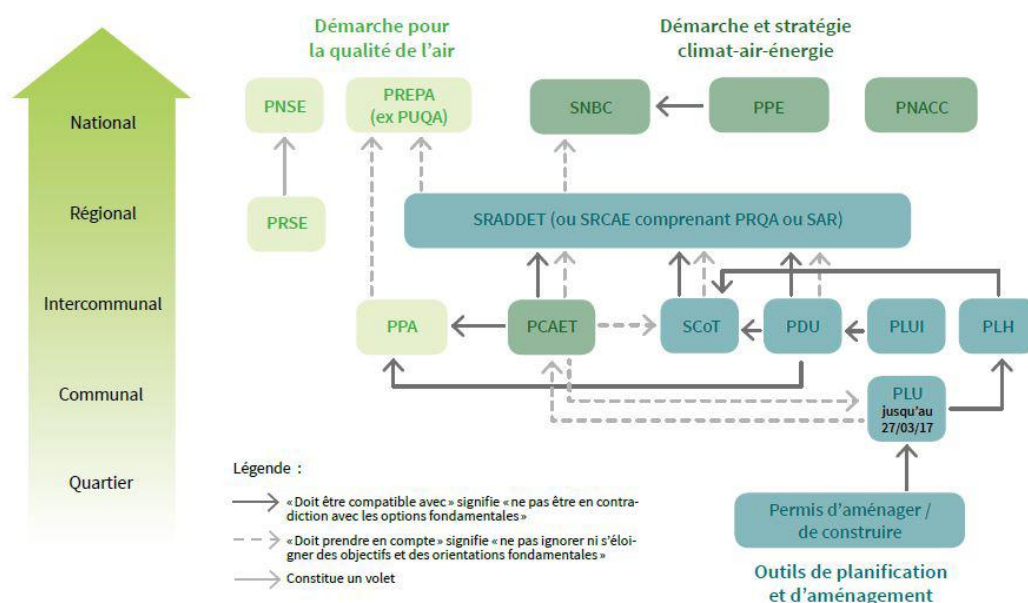 Démarche pour
la qualité de l'air
Démarche et stratégie
climat-air-énergie
National
PNSE
PREPA
(ex PUQA)
SNBC
PPE
PNACC
Régional
PRSE
SRADDET (ou SRCAE comprenant PRQA ou SAR)
Intercommunal
PPA
PCAET
SCoT
PDU
PLUI
PLH
Communal
PLU
jusqu'au
27/03/17
Quartier
Légende :
« Doit être compatible avec » signifie « ne pas être en contra-
diction avec les options fondamentales »
« Doit prendre en compte » signifie « ne pas ignorer ni s'éloi-
gner des objectifs et des orientations fondamentales »
Constitue un volet
Permis d'aménager /
de construire
Outils de planification
et d'aménagement